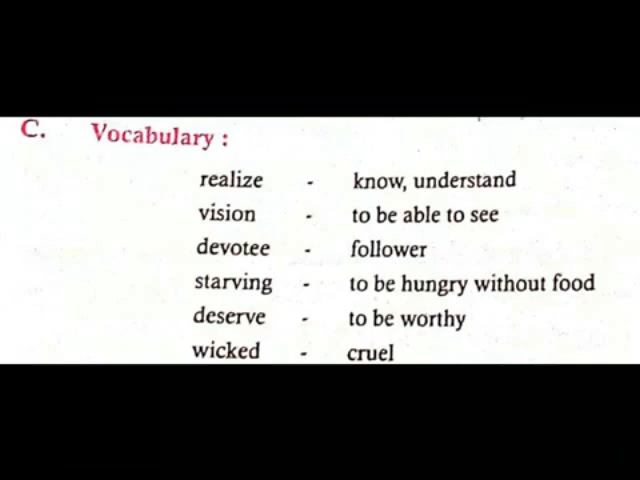 C. Vocabulary :
realize - know, understand
vision - to be able to see
devotee - follower
starving - to be hungry without food
deserve - to be worthy
wicked - cruel